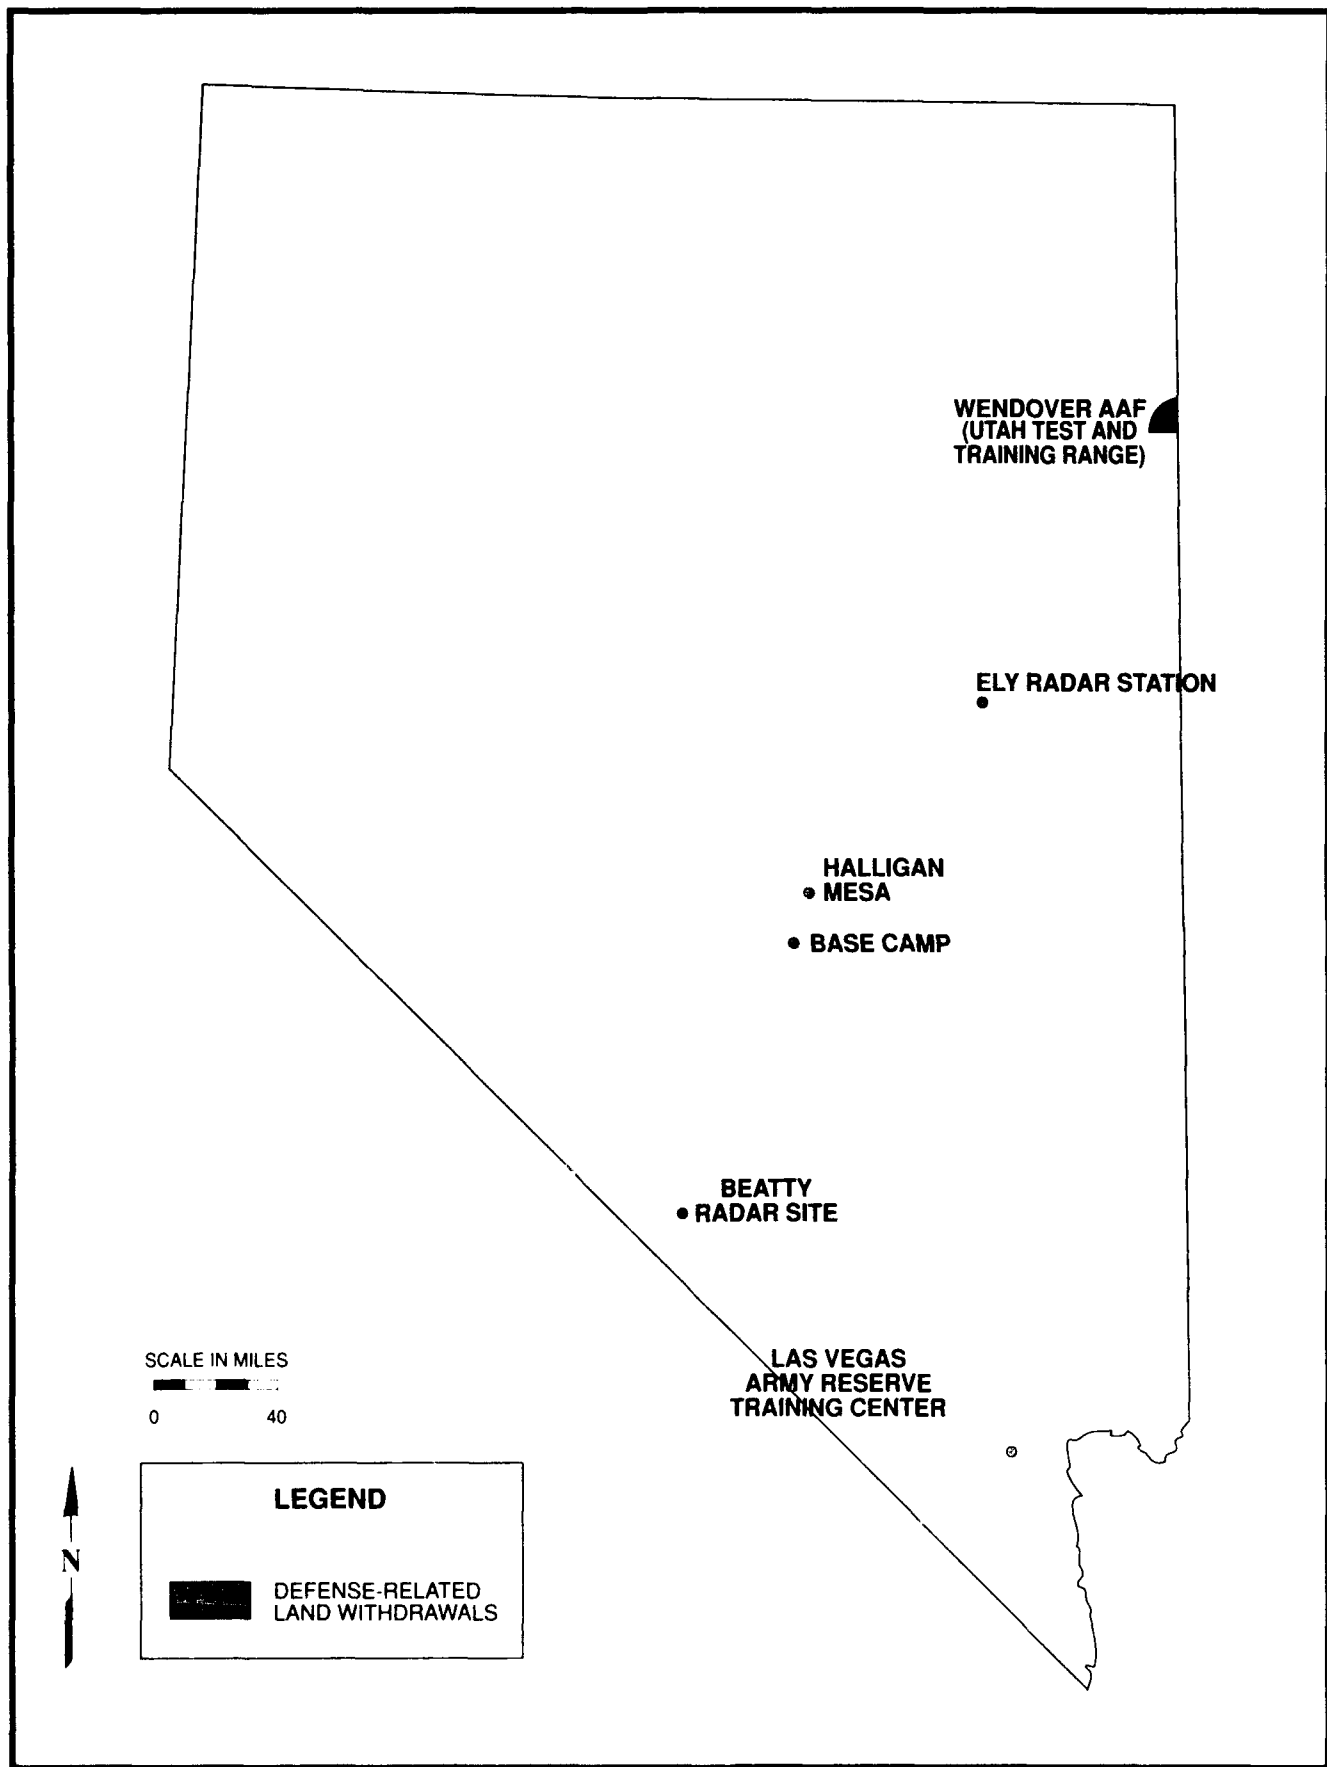 WENDOVER AAF
(UTAH TEST AND
TRAINING RANGE)
ELY RADAR STATION
HALLIGAN
MESA
BASE CAMP
BEATTY
RADAR SITE
LAS VEGAS
ARMY RESERVE
TRAINING CENTER
SCALE IN MILES
0 40
N
LEGEND
DEFENSE-RELATED
LAND WITHDRAWALS